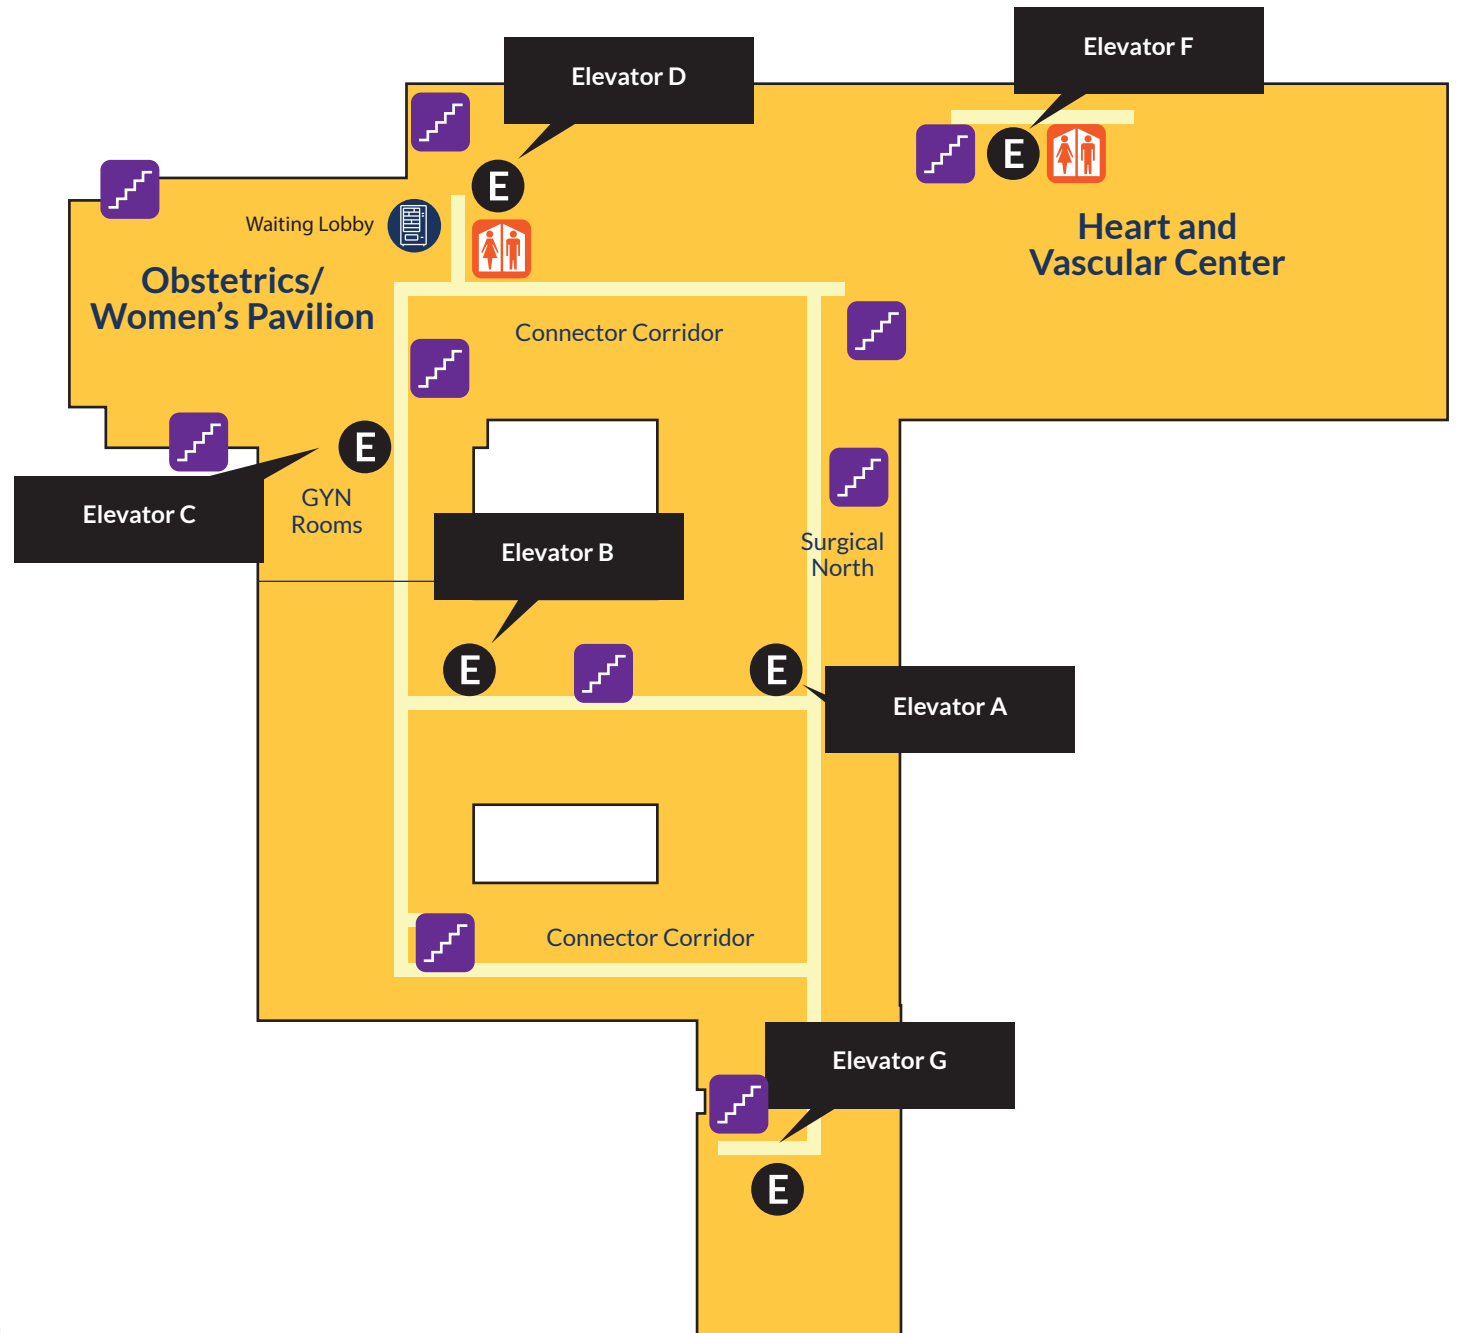 Elevator F
Elevator D
E
E
Waiting Lobby
Heart and
Vascular Center
Obstetrics/
Women’s Pavilion
Connector Corridor
E
GYN
Rooms
Elevator C
Elevator B
Surgical
North
E
E
Elevator A
Connector Corridor
Elevator G
E